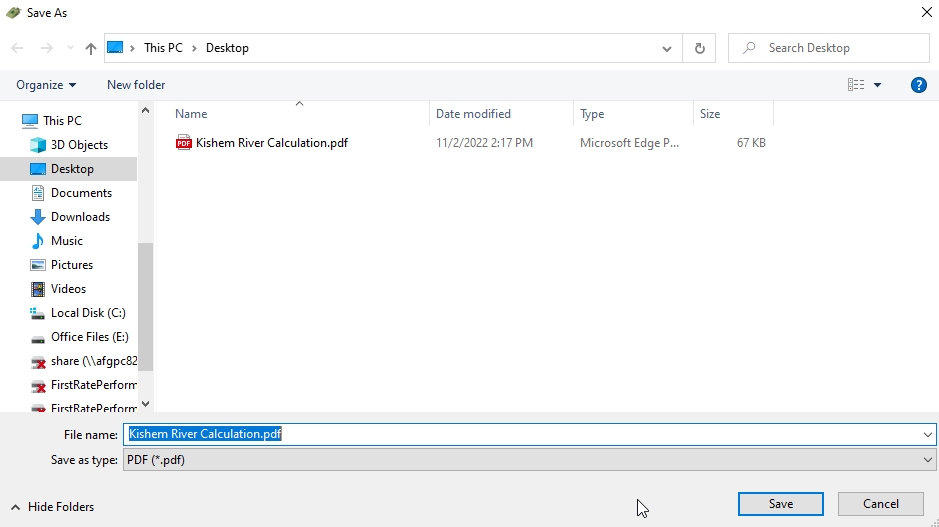 Save As
This PC > Desktop
Search Desktop
Organize
New folder
?
Name
Date modified
Type
Size
This PC
3D Objects
Desktop
Documents
Downloads
Music
Pictures
Videos
Local Disk (C:)
Office Files (E:)
share (\\afgpc82
FirstRatePerform
FirstRatePerform
PDF Kishem River Calculation.pdf
11/2/2022 2:17 PM
Microsoft Edge P...
67 KB
File name: Kishem River Calculation.pdf
Save as type: PDF (*.pdf)
Hide Folders
Save
Cancel